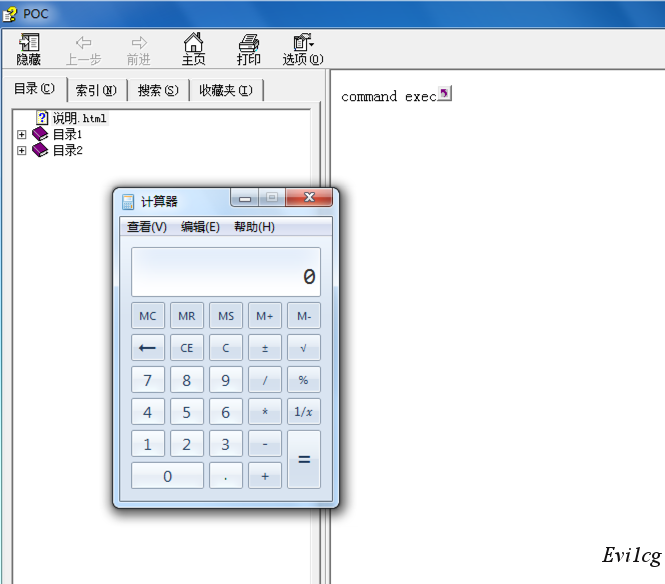 POC
隐藏 上一步 前进 主页 打印 选项(O)
目录(C) 索引(N) 搜索(S) 收藏夹(I)
说明.html
目录1
目录2
command exec
计算器
查看(V) 编辑(E) 帮助(H)
0
MC MR MS M+ M-
← CE C ± √
7 8 9 / %
4 5 6 * 1/x
1 2 3 - =
0 . +
Evi1cg